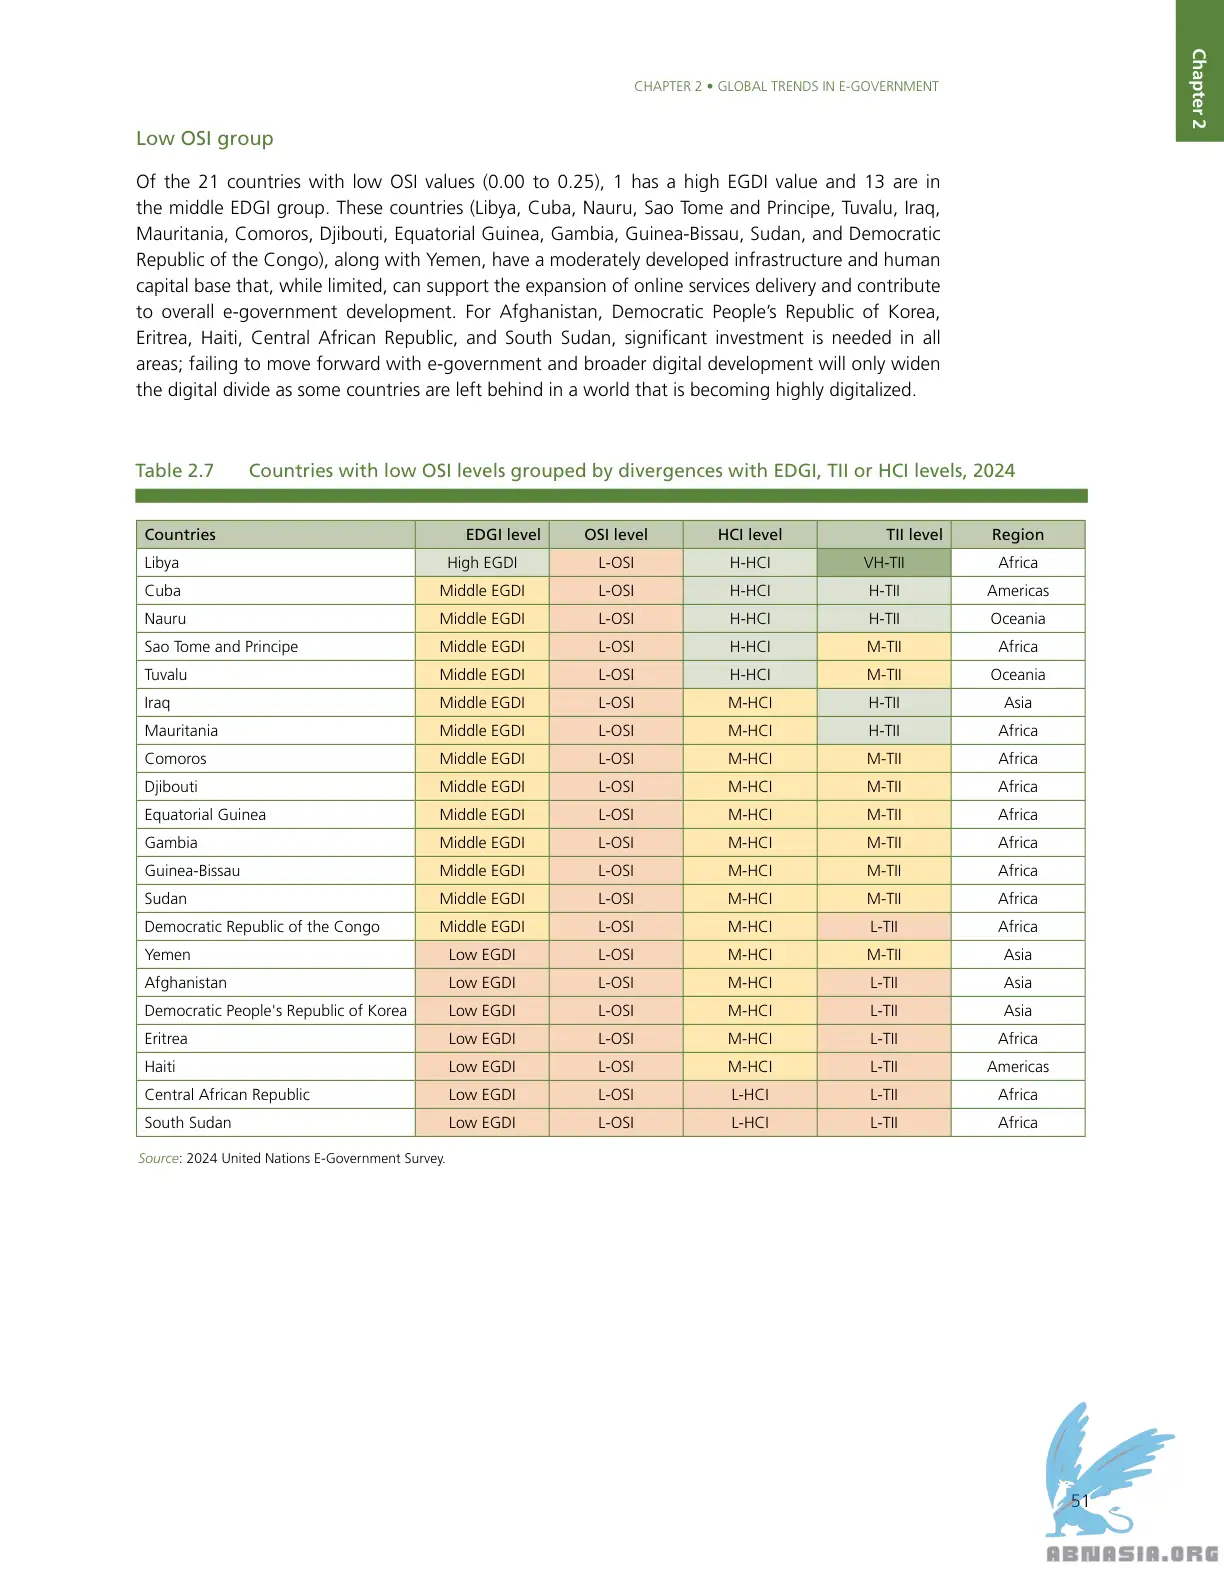 Chapter 2
CHAPTER 2 • GLOBAL TRENDS IN E-GOVERNMENT
Low OSI group
Of the 21 countries with low OSI values (0.00 to 0.25), 1 has a high EGDI value and 13 are in
the middle EDGI group. These countries (Libya, Cuba, Nauru, Sao Tome and Principe, Tuvalu, Iraq,
Mauritania, Comoros, Djibouti, Equatorial Guinea, Gambia, Guinea-Bissau, Sudan, and Democratic
Republic of the Congo), along with Yemen, have a moderately developed infrastructure and human
capital base that, while limited, can support the expansion of online services delivery and contribute
to overall e-government development. For Afghanistan, Democratic People’s Republic of Korea,
Eritrea, Haiti, Central African Republic, and South Sudan, significant investment is needed in all
areas; failing to move forward with e-government and broader digital development will only widen
the digital divide as some countries are left behind in a world that is becoming highly digitalized.
Table 2.7 Countries with low OSI levels grouped by divergences with EDGI, TII or HCI levels, 2024
Countries EDGI level OSI level HCI level TII level Region
Libya High EGDI L-OSI H-HCI VH-TII Africa
Cuba Middle EGDI L-OSI H-HCI H-TII Americas
Nauru Middle EGDI L-OSI H-HCI H-TII Oceania
Sao Tome and Principe Middle EGDI L-OSI H-HCI M-TII Africa
Tuvalu Middle EGDI L-OSI H-HCI M-TII Oceania
Iraq Middle EGDI L-OSI M-HCI H-TII Asia
Mauritania Middle EGDI L-OSI M-HCI H-TII Africa
Comoros Middle EGDI L-OSI M-HCI M-TII Africa
Djibouti Middle EGDI L-OSI M-HCI M-TII Africa
Equatorial Guinea Middle EGDI L-OSI M-HCI M-TII Africa
Gambia Middle EGDI L-OSI M-HCI M-TII Africa
Guinea-Bissau Middle EGDI L-OSI M-HCI M-TII Africa
Sudan Middle EGDI L-OSI M-HCI M-TII Africa
Democratic Republic of the Congo Middle EGDI L-OSI M-HCI L-TII Africa
Yemen Low EGDI L-OSI M-HCI M-TII Asia
Afghanistan Low EGDI L-OSI M-HCI L-TII Asia
Democratic People's Republic of Korea Low EGDI L-OSI M-HCI L-TII Asia
Eritrea Low EGDI L-OSI M-HCI L-TII Africa
Haiti Low EGDI L-OSI M-HCI L-TII Americas
Central African Republic Low EGDI L-OSI L-HCI L-TII Africa
South Sudan Low EGDI L-OSI L-HCI L-TII Africa
Source: 2024 United Nations E-Government Survey.
51
ABNASIA.ORG